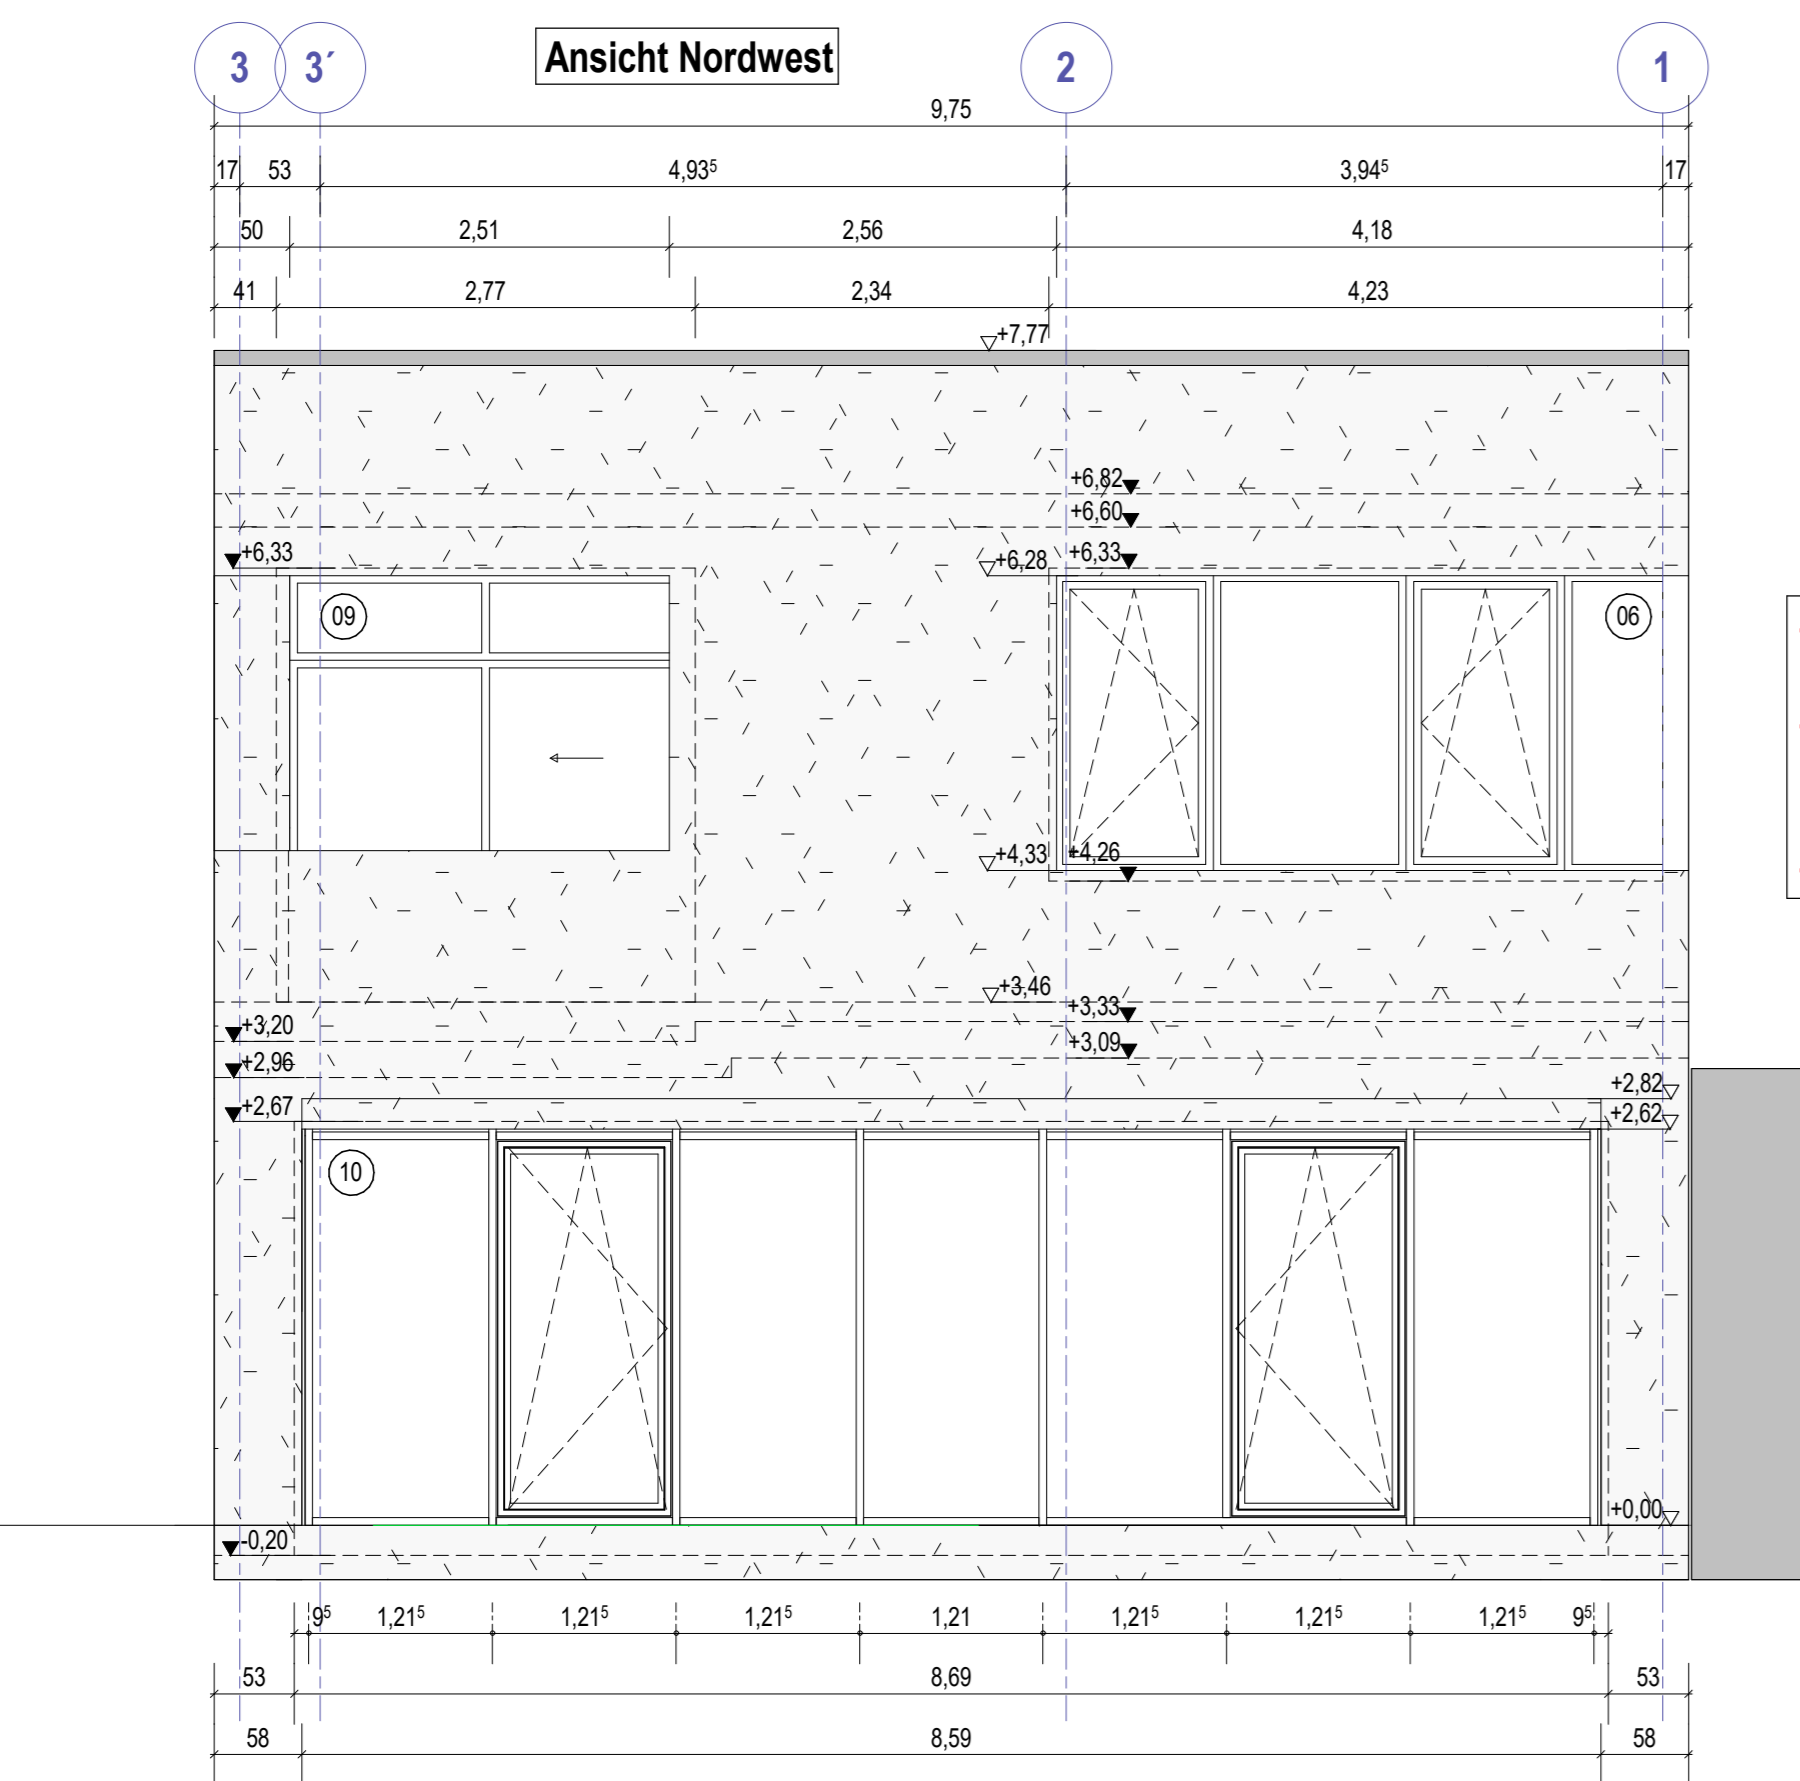 3 3´ Ansicht Nordwest 2 1
9,75
17 53 4,93⁵ 3,94⁵ 17
50 2,51 2,56 4,18
41 2,77 2,34 4,23
+7,77
+6,82
+6,60
+6,33 +6,28 +6,33
09 06
+4,33 +4,26
+3,46
+3,33
+3,20
+3,09
+2,96
+2,82
+2,67 +2,62
10
+0,00
-0,20
9⁵ 1,21⁵ 1,21⁵ 1,21⁵ 1,21 1,21⁵ 1,21⁵ 1,21⁵ 9⁵
53 8,69 53
58 8,59 58